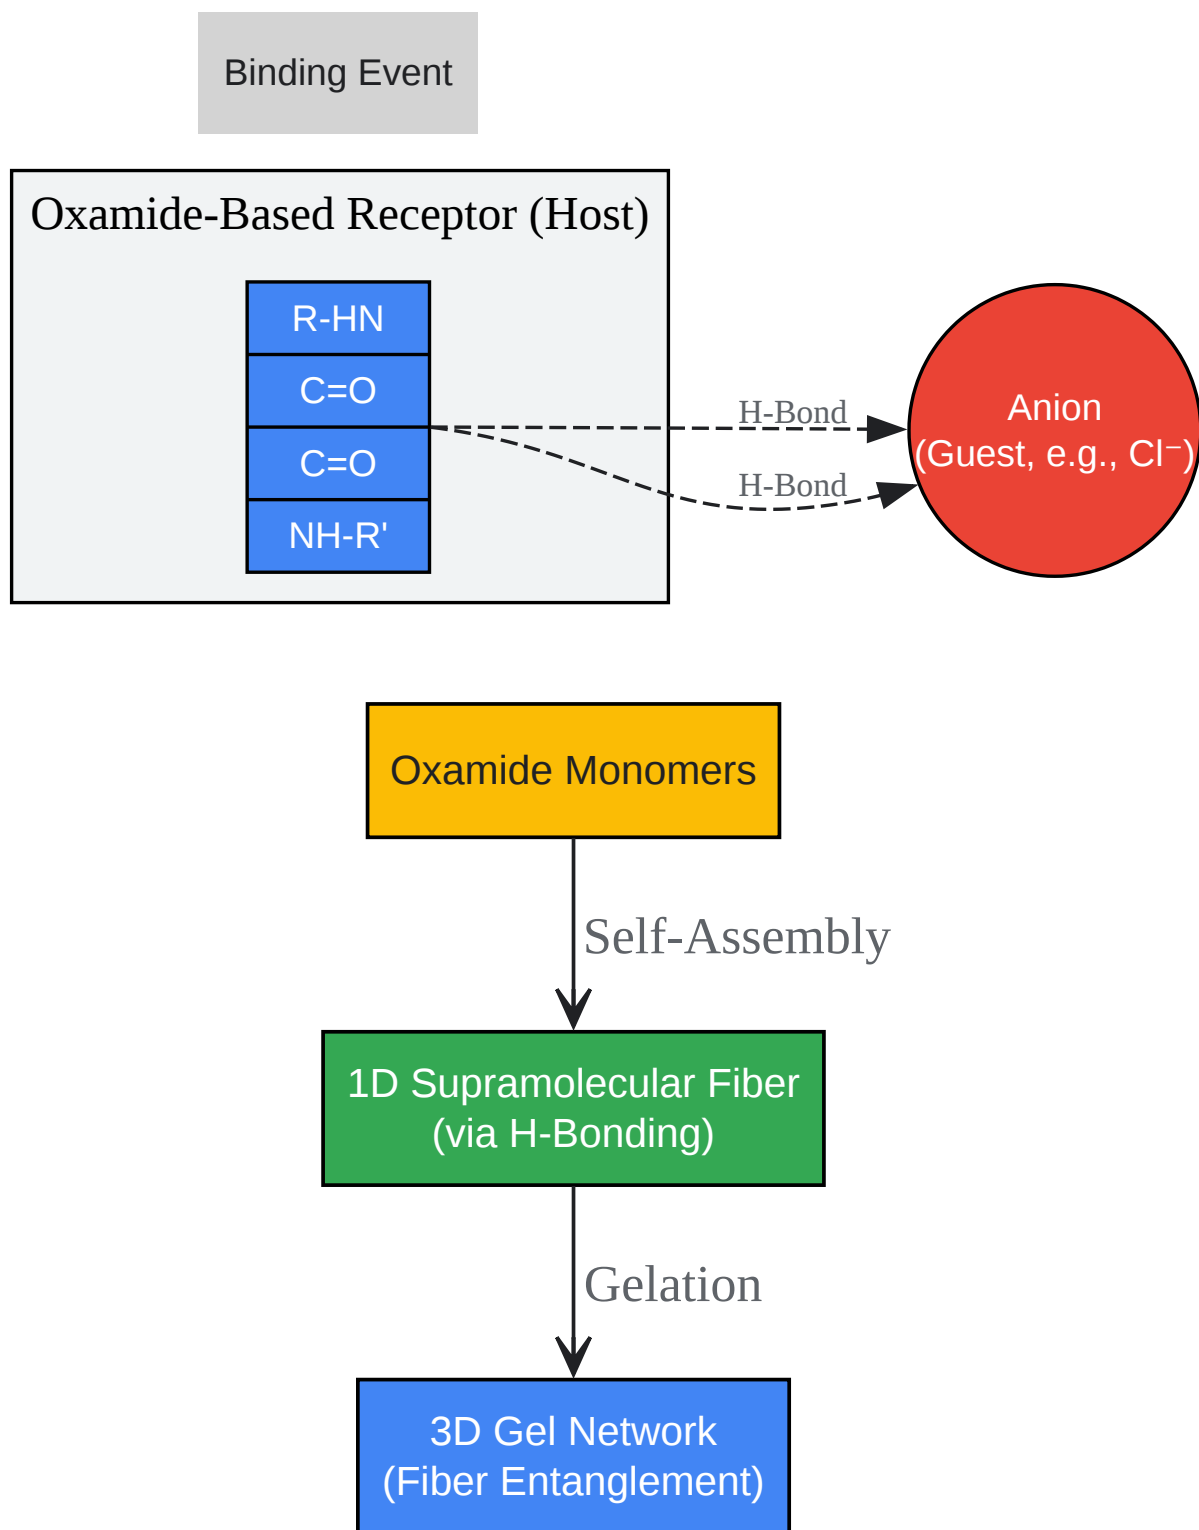 Binding Event
Oxamide-Based Receptor (Host)
R-HN
C=O
C=O
NH-R'
H-Bond
H-Bond
Anion
(Guest, e.g., Cl⁻)
Oxamide Monomers
Self-Assembly
1D Supramolecular Fiber
(via H-Bonding)
Gelation
3D Gel Network
(Fiber Entanglement)